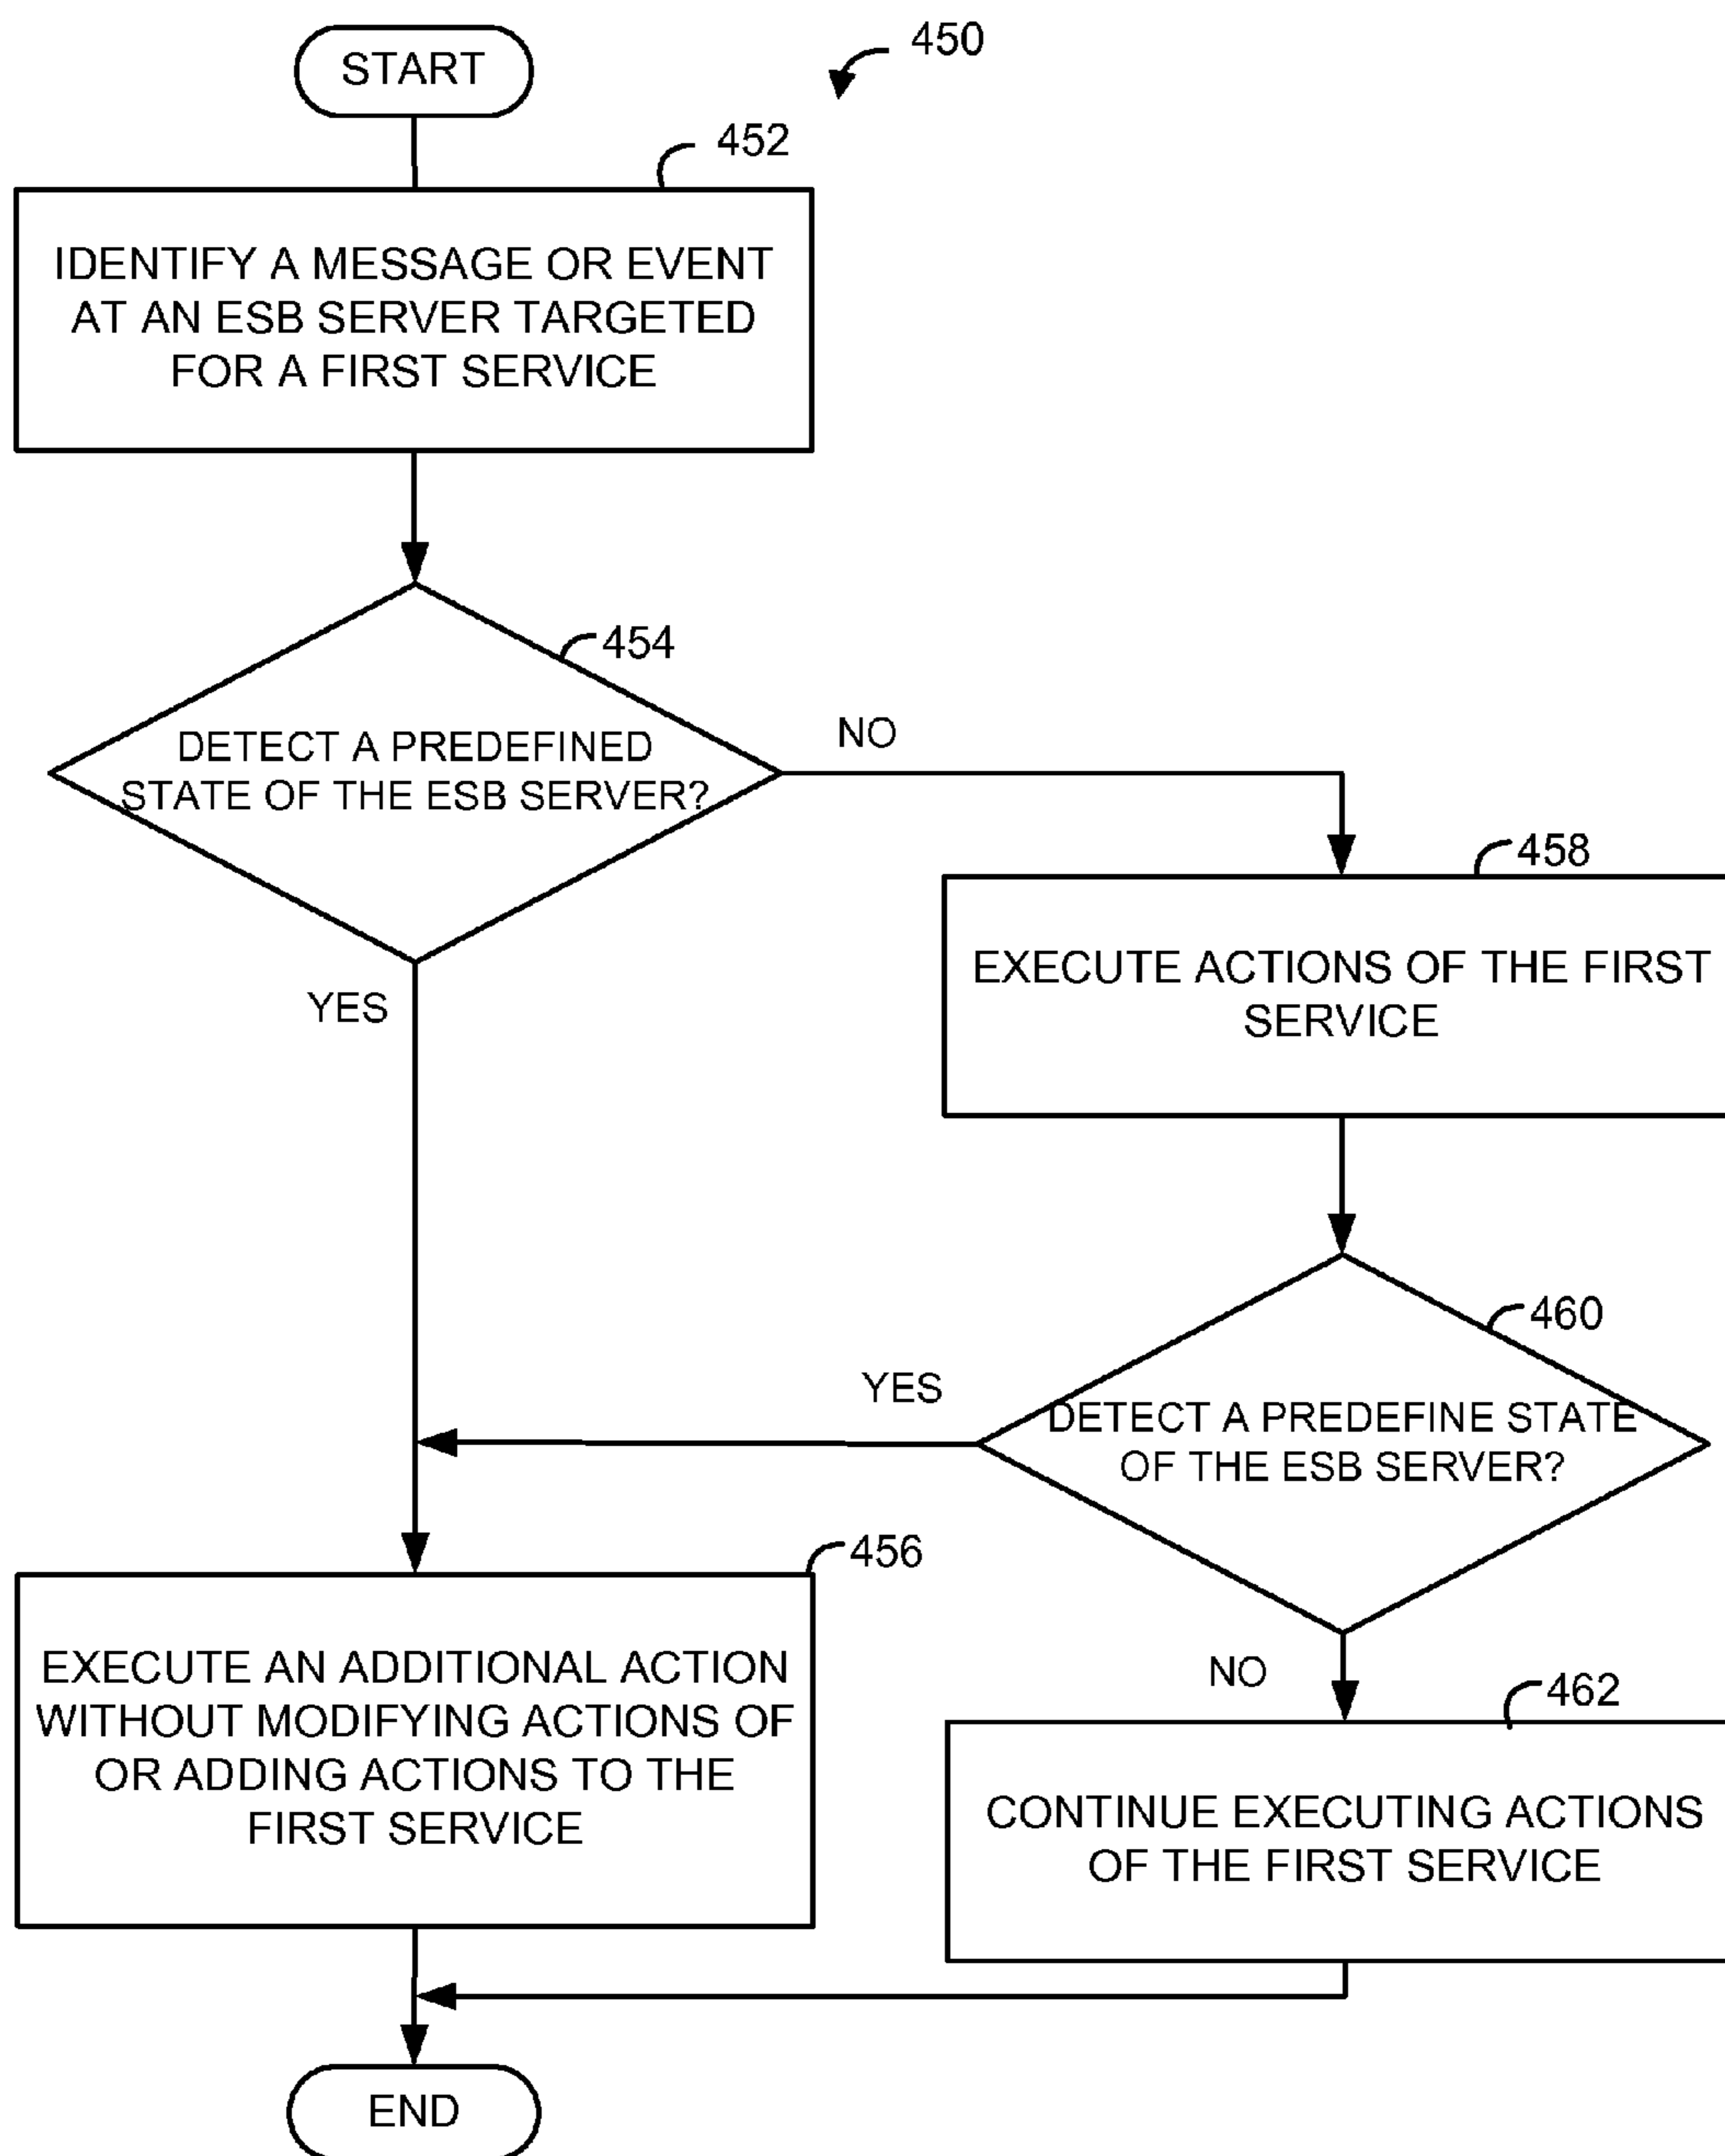 START
450
452
IDENTIFY A MESSAGE OR EVENT
AT AN ESB SERVER TARGETED
FOR A FIRST SERVICE
454
DETECT A PREDEFINED
STATE OF THE ESB SERVER?
NO
YES
458
EXECUTE ACTIONS OF THE FIRST
SERVICE
460
DETECT A PREDEFINE STATE
OF THE ESB SERVER?
YES
NO
456
EXECUTE AN ADDITIONAL ACTION
WITHOUT MODIFYING ACTIONS OF
OR ADDING ACTIONS TO THE
FIRST SERVICE
462
CONTINUE EXECUTING ACTIONS
OF THE FIRST SERVICE
END